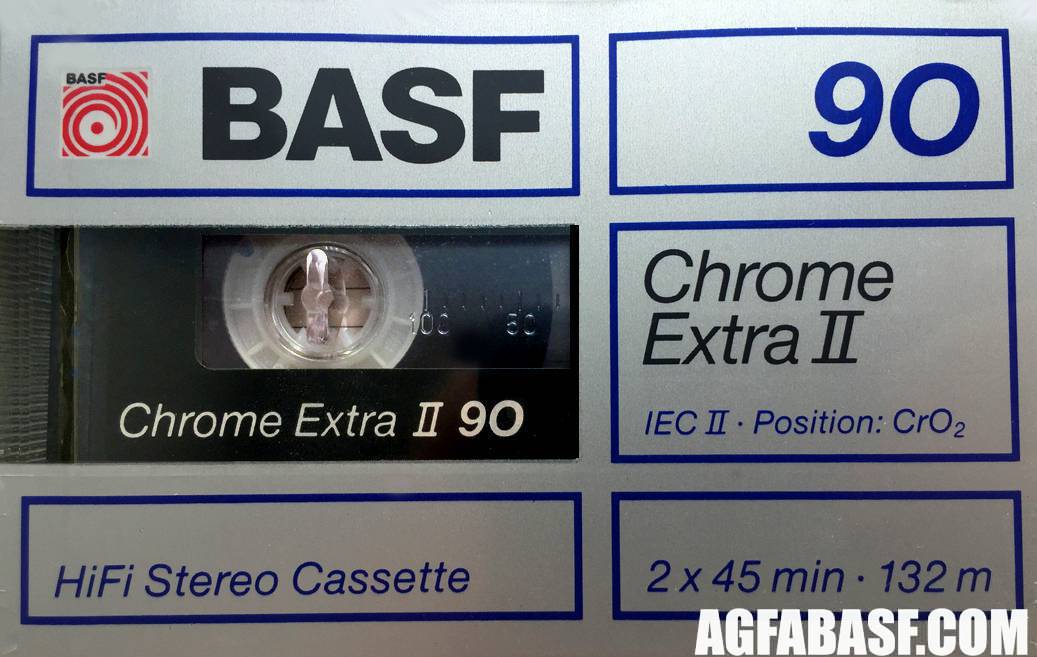 BASF
BASF
90
100 50
Chrome Extra II 90
Chrome
Extra II
IEC II · Position: CrO₂
HiFi Stereo Cassette
2 x 45 min · 132 m
AGFABASF.COM